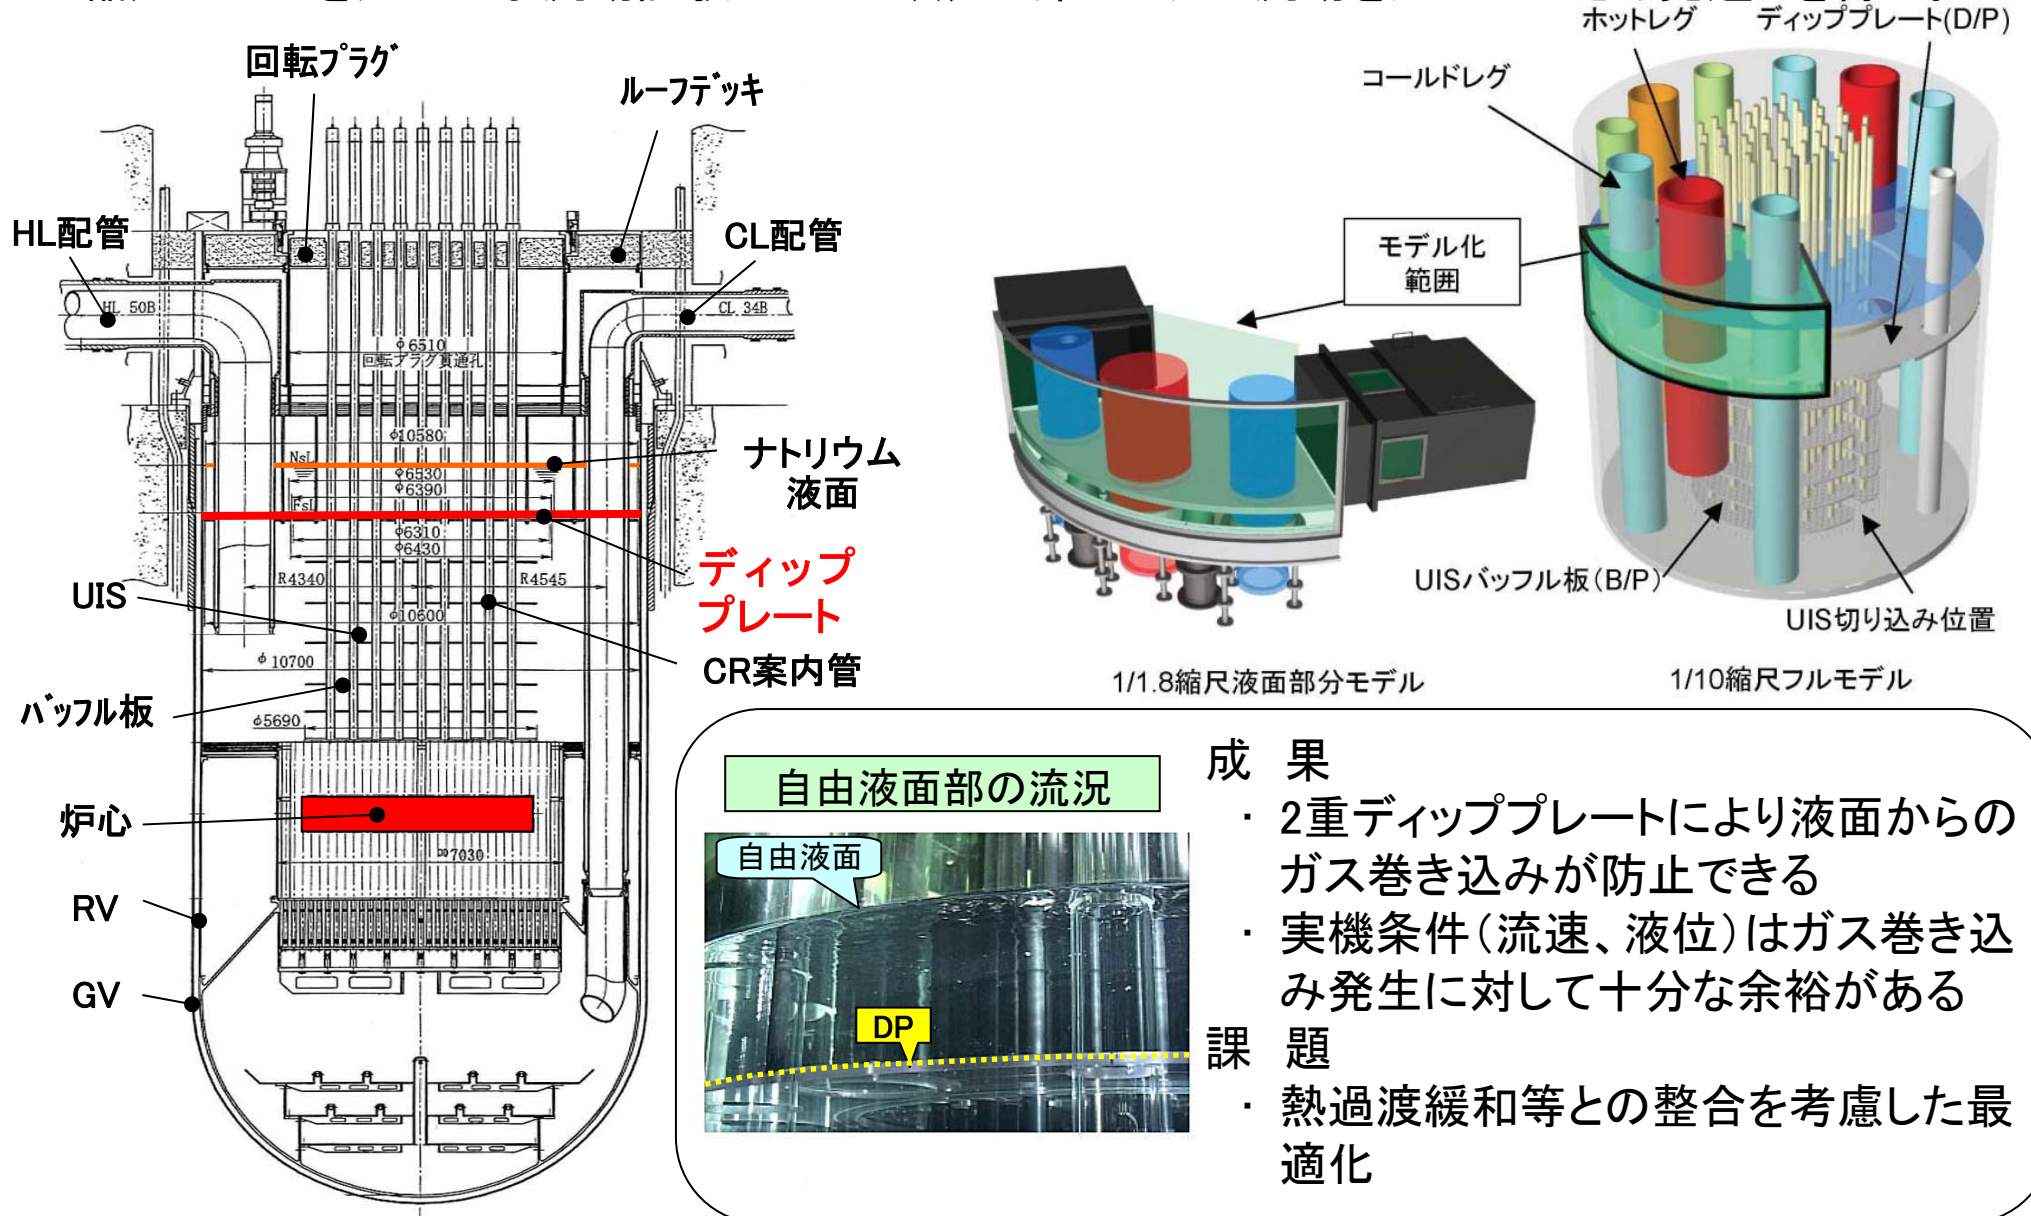 回転プラグ
ルーフデッキ
HL配管
CL配管
HL 50B
CL 34B
φ6510
回転プラグ貫通孔
φ10580
NsL
φ6530
φ6390
FsL
φ6310
φ6430
R4340
R4545
φ10600
φ10700
φ5690
7030
ナトリウム
液面
ディップ
プレート
UIS
CR案内管
バッフル板
炉心
RV
GV
ホットレグ
ディッププレート(D/P)
コールドレグ
モデル化
範囲
UISバッフル板(B/P)
UIS切り込み位置
1/1.8縮尺液面部分モデル
1/10縮尺フルモデル
自由液面部の流況
自由液面
DP
成 果
・ 2重ディッププレートにより液面からの
ガス巻き込みが防止できる
・ 実機条件(流速、液位)はガス巻き込
み発生に対して十分な余裕がある
課 題
・ 熱過渡緩和等との整合を考慮した最
適化